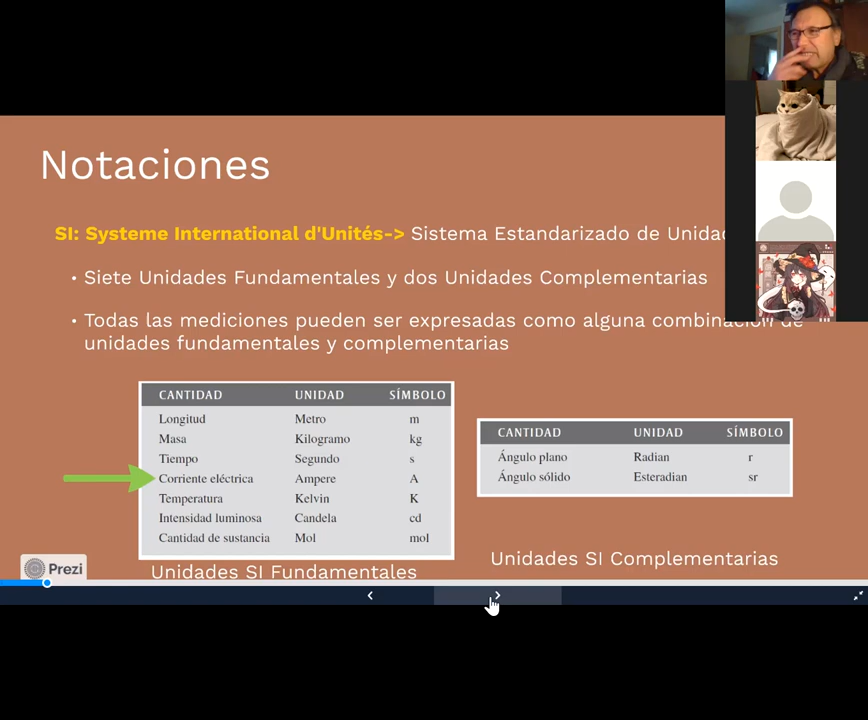 Notaciones
SI: Systeme International d'Unités-> Sistema Estandarizado de
• Siete Unidades Fundamentales y dos Unidades Complementarias
• Todas las mediciones pueden ser expresadas como alguna combinación de
unidades fundamentales y complementarias
CANTIDAD UNIDAD SÍMBOLO
Longitud Metro m
Masa Kilogramo kg
Tiempo Segundo s
Corriente eléctrica Ampere A
Temperatura Kelvin K
Intensidad luminosa Candela cd
Cantidad de sustancia Mol mol
Unidades SI Fundamentales
CANTIDAD UNIDAD SÍMBOLO
Ángulo plano Radian r
Ángulo sólido Esteradian sr
Unidades SI Complementarias
Prezi